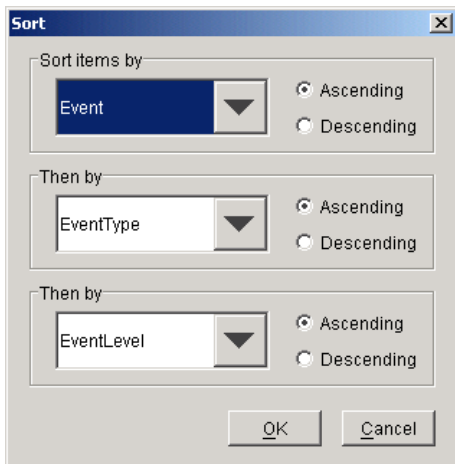 Sort
Sort items by
Event
Ascending
Descending
Then by
EventType
Ascending
Descending
Then by
EventLevel
Ascending
Descending
OK Cancel